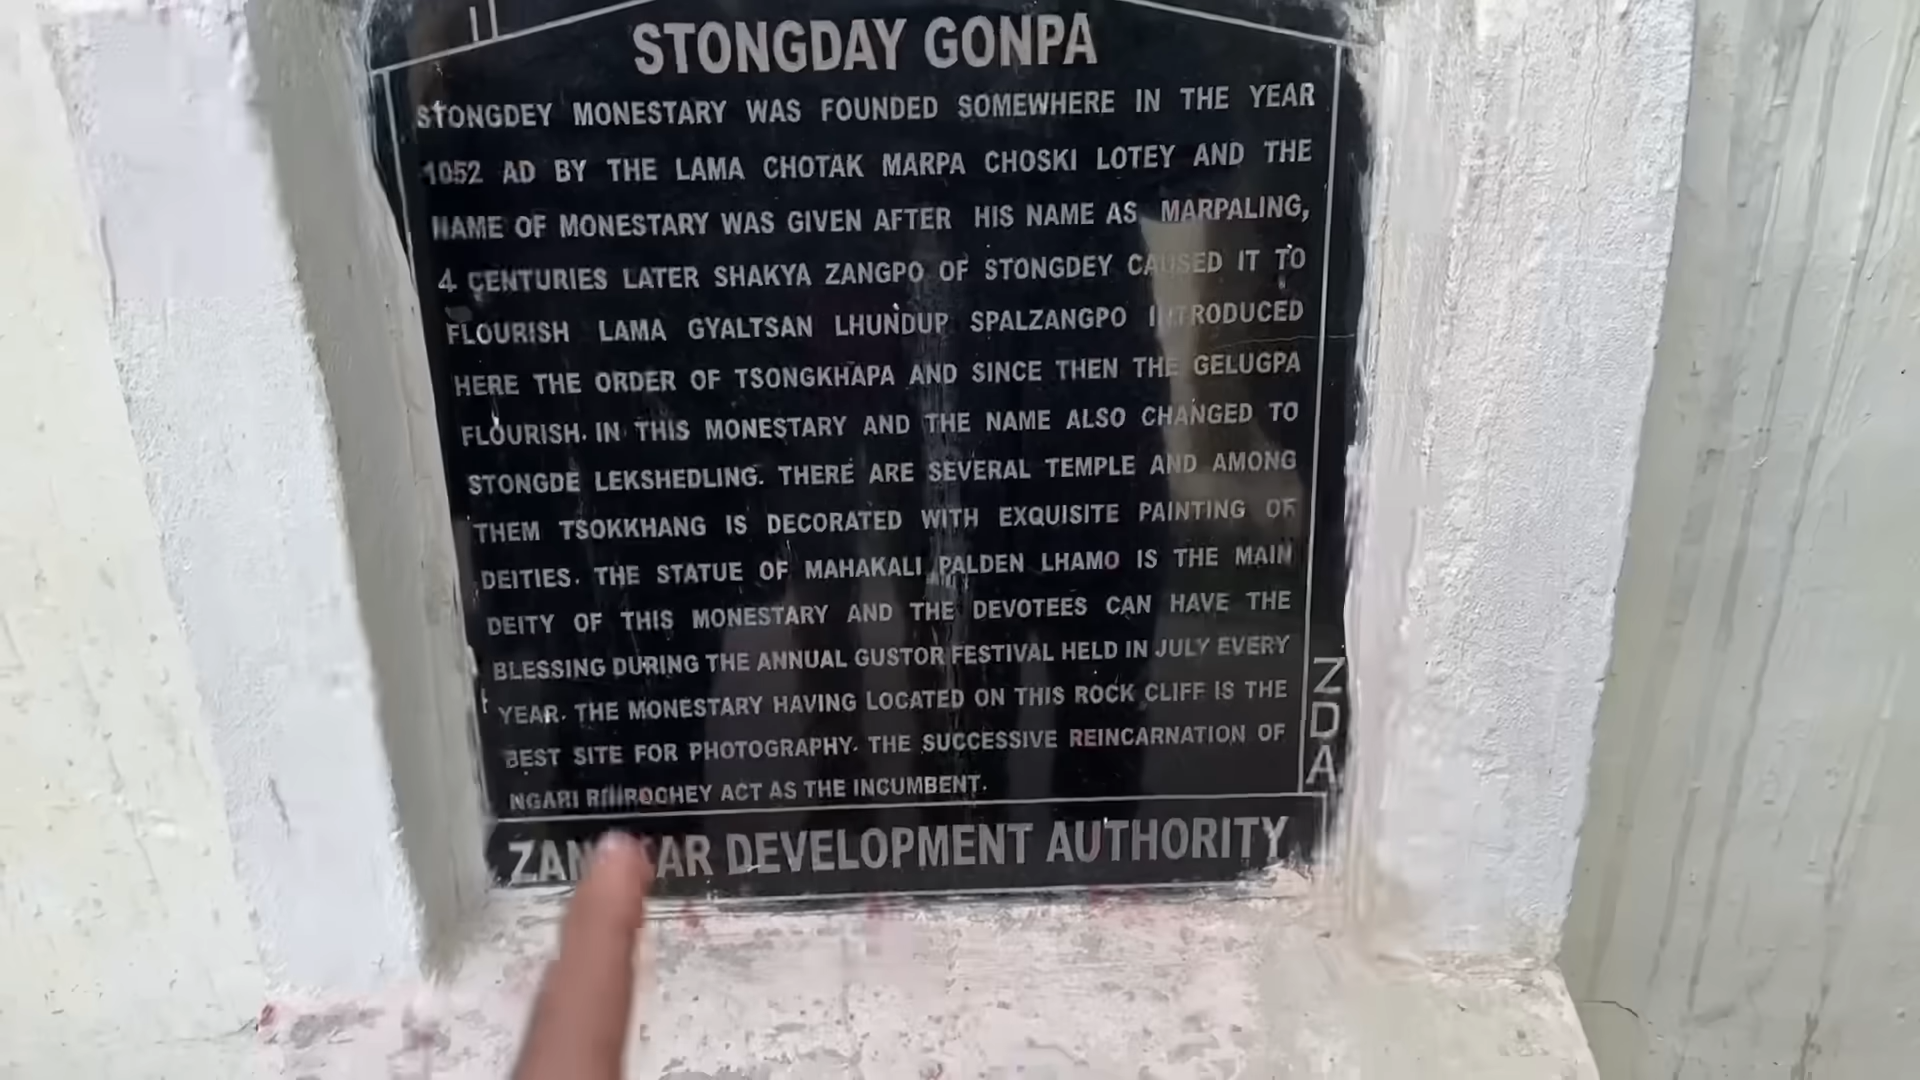 STONGDAY GONPA
STONGDEY MONESTARY WAS FOUNDED SOMEWHERE IN THE YEAR
1052 AD BY THE LAMA CHOTAK MARPA CHOSKI LOTEY AND THE
NAME OF MONESTARY WAS GIVEN AFTER HIS NAME AS MARPALING,
4 CENTURIES LATER SHAKYA ZANGPO OF STONGDEY CAUSED IT TO
FLOURISH LAMA GYALTSAN LHUNDUP SPALZANGPO INTRODUCED
HERE THE ORDER OF TSONGKHAPA AND SINCE THEN THE GELUGPA
FLOURISH. IN THIS MONESTARY AND THE NAME ALSO CHANGED TO
STONGDE LEKSHEDLING. THERE ARE SEVERAL TEMPLE AND AMONG
THEM TSOKKHANG IS DECORATED WITH EXQUISITE PAINTING OF
DEITIES. THE STATUE OF MAHAKALI PALDEN LHAMO IS THE MAIN
DEITY OF THIS MONESTARY AND THE DEVOTEES CAN HAVE THE
BLESSING DURING THE ANNUAL GUSTOR FESTIVAL HELD IN JULY EVERY
YEAR. THE MONESTARY HAVING LOCATED ON THIS ROCK CLIFF IS THE
BEST SITE FOR PHOTOGRAPHY. THE SUCCESSIVE REINCARNATION OF
NGARI ACT AS THE INCUMBENT.
ZDA
DEVELOPMENT AUTHORITY